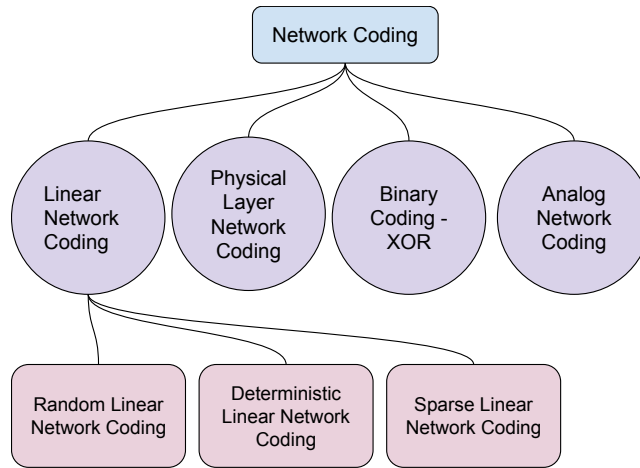 Network Coding
Linear
Network
Coding
Physical
Layer
Network
Coding
Binary
Coding -
XOR
Analog
Network
Coding
Random Linear
Network Coding
Deterministic
Linear Network
Coding
Sparse Linear
Network Coding